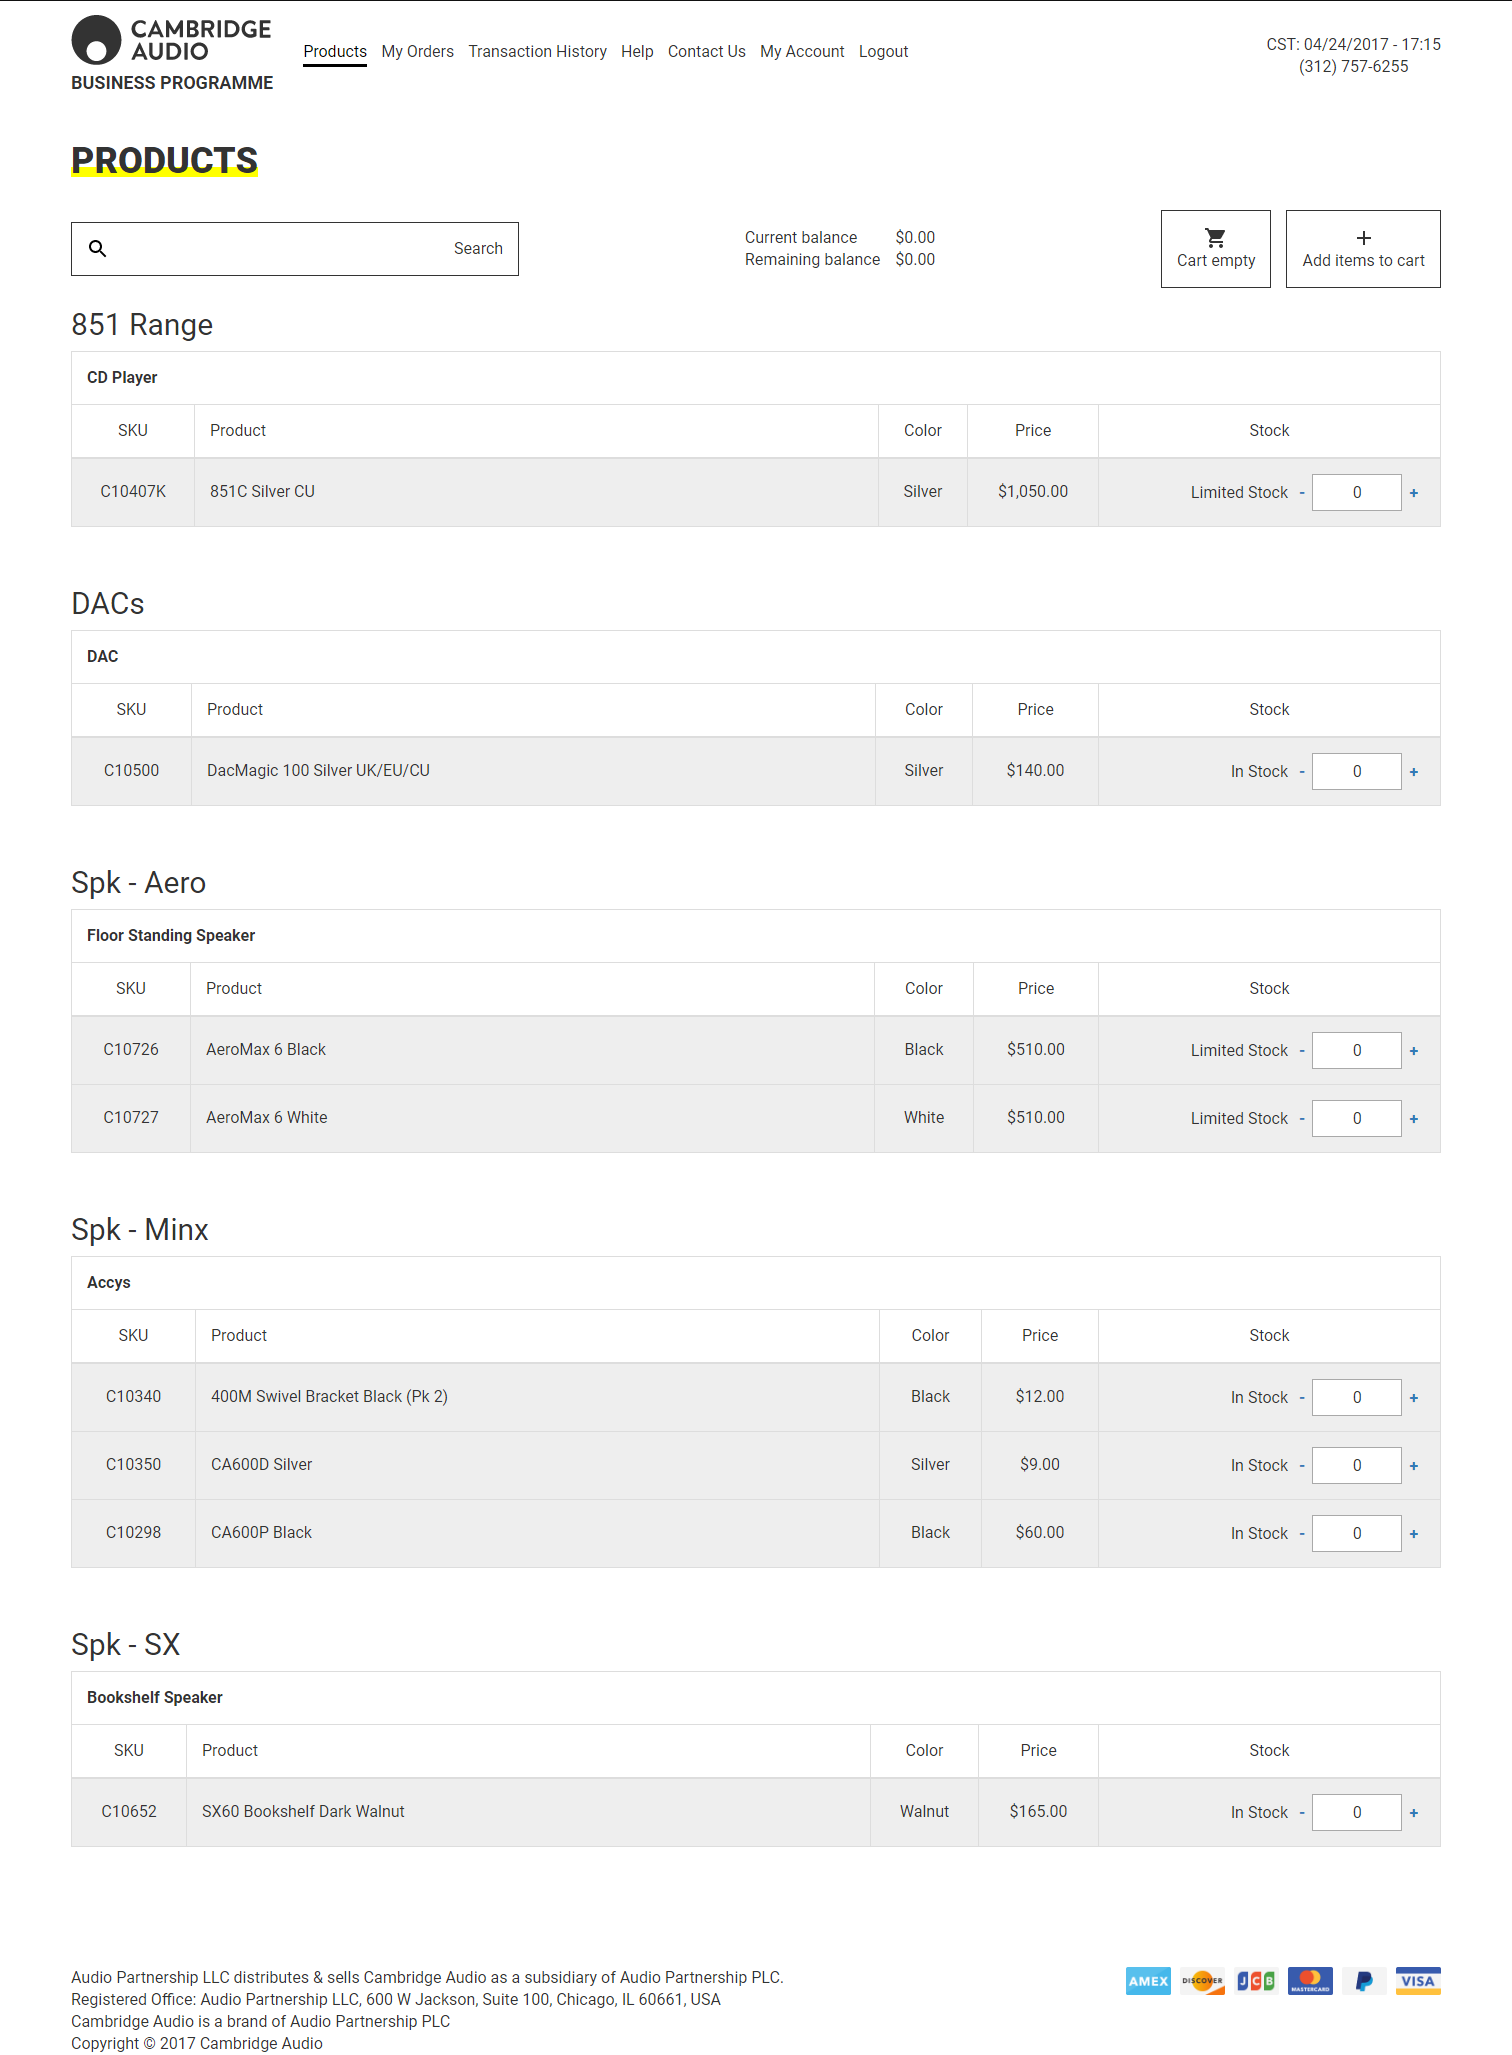 CAMBRIDGE
AUDIO
BUSINESS PROGRAMME
Products My Orders Transaction History Help Contact Us My Account Logout
CST: 04/24/2017 - 17:15
(312) 757-6255
PRODUCTS
Search
Current balance $0.00
Remaining balance $0.00
Cart empty
Add items to cart
851 Range
CD Player
SKU Product Color Price Stock
C10407K 851C Silver CU Silver $1,050.00 Limited Stock - 0 +
DACs
DAC
SKU Product Color Price Stock
C10500 DacMagic 100 Silver UK/EU/CU Silver $140.00 In Stock - 0 +
Spk - Aero
Floor Standing Speaker
SKU Product Color Price Stock
C10726 AeroMax 6 Black Black $510.00 Limited Stock - 0 +
C10727 AeroMax 6 White White $510.00 Limited Stock - 0 +
Spk - Minx
Accys
SKU Product Color Price Stock
C10340 400M Swivel Bracket Black (Pk 2) Black $12.00 In Stock - 0 +
C10350 CA600D Silver Silver $9.00 In Stock - 0 +
C10298 CA600P Black Black $60.00 In Stock - 0 +
Spk - SX
Bookshelf Speaker
SKU Product Color Price Stock
C10652 SX60 Bookshelf Dark Walnut Walnut $165.00 In Stock - 0 +
Audio Partnership LLC distributes & sells Cambridge Audio as a subsidiary of Audio Partnership PLC.
Registered Office: Audio Partnership LLC, 600 W Jackson, Suite 100, Chicago, IL 60661, USA
Cambridge Audio is a brand of Audio Partnership PLC
Copyright © 2017 Cambridge Audio
AMEX DISCOVER JCB MASTERCARD P VISA